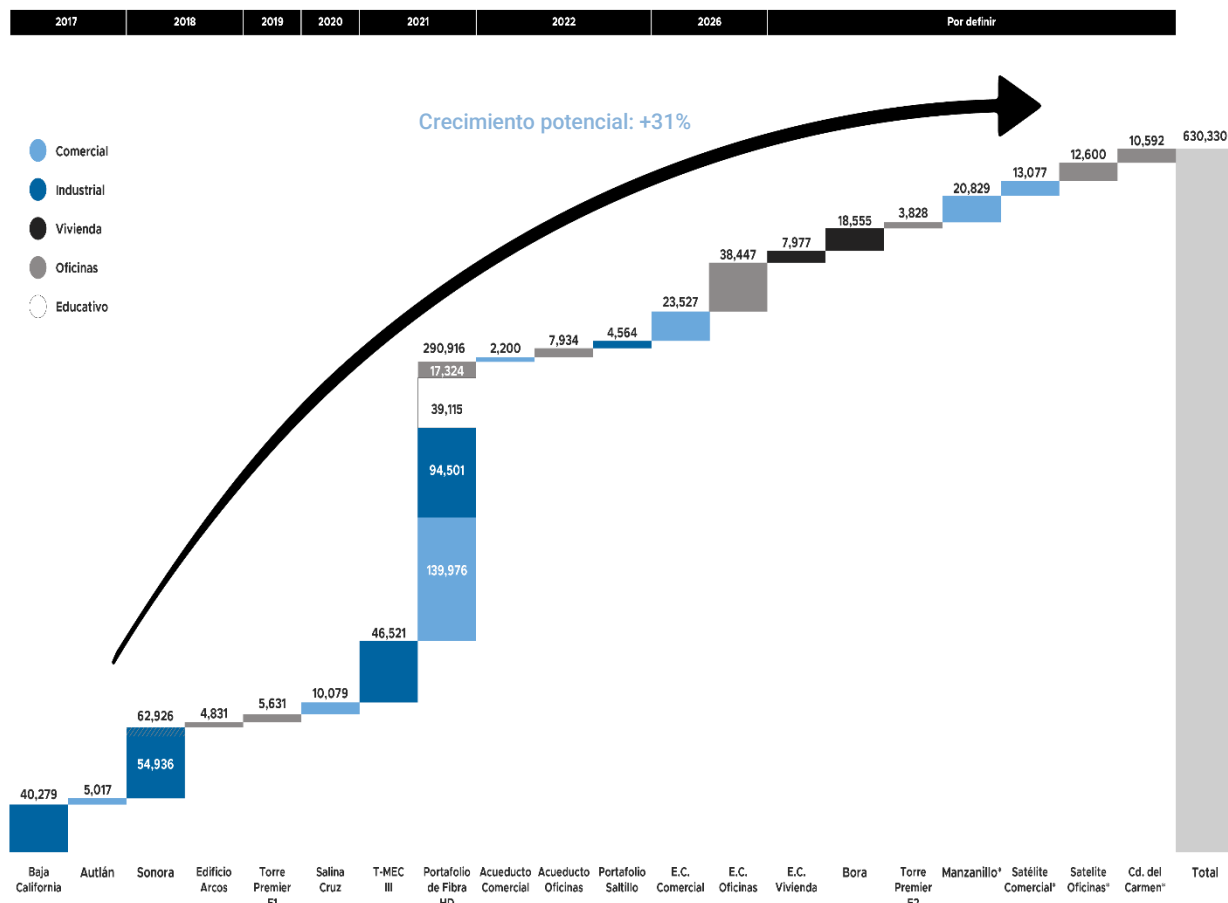 2017 2018 2019 2020 2021 2022 2026 Por definir
Crecimiento potencial: +31%
Comercial
Industrial
Vivienda
Oficinas
Educativo
40,279
5,017
62,926
54,936
4,831
5,631
10,079
46,521
290,916
17,324
39,115
94,501
139,976
2,200
7,934
4,564
23,527
38,447
7,977
18,555
3,828
20,829
13,077
12,600
10,592
630,330
Baja
California
Autlán
Sonora
Edificio
Arcos
Torre
Premier
F1
Salina
Cruz
T-MEC
III
Portafolio
de Fibra
HD
Acueducto
Comercial
Acueducto
Oficinas
Portafolio
Saltillo
E.C.
Comercial
E.C.
Oficinas
E.C.
Vivienda
Bora
Torre
Premier
F2
Manzanillo*
Satélite
Comercial*
Satelite
Oficinas*
Cd. del
Carmen*
Total